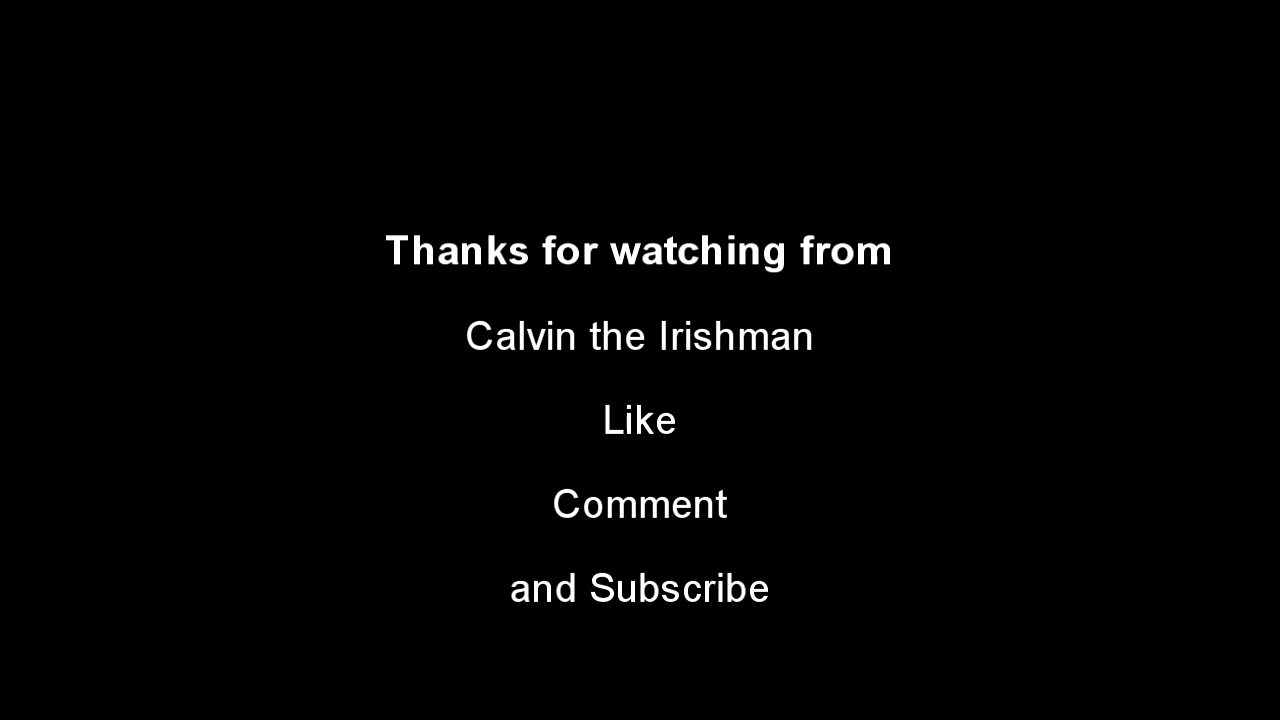 Thanks for watching from
Calvin the Irishman
Like
Comment
and Subscribe